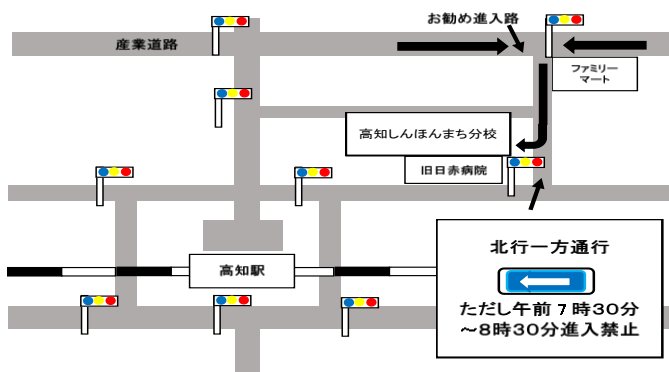 お勧め進入路
産業道路
ファミリー
マート
高知しんほんまち分校
旧日赤病院
北行一方通行
高知駅
ただし午前７時30分
～8時30分進入禁止